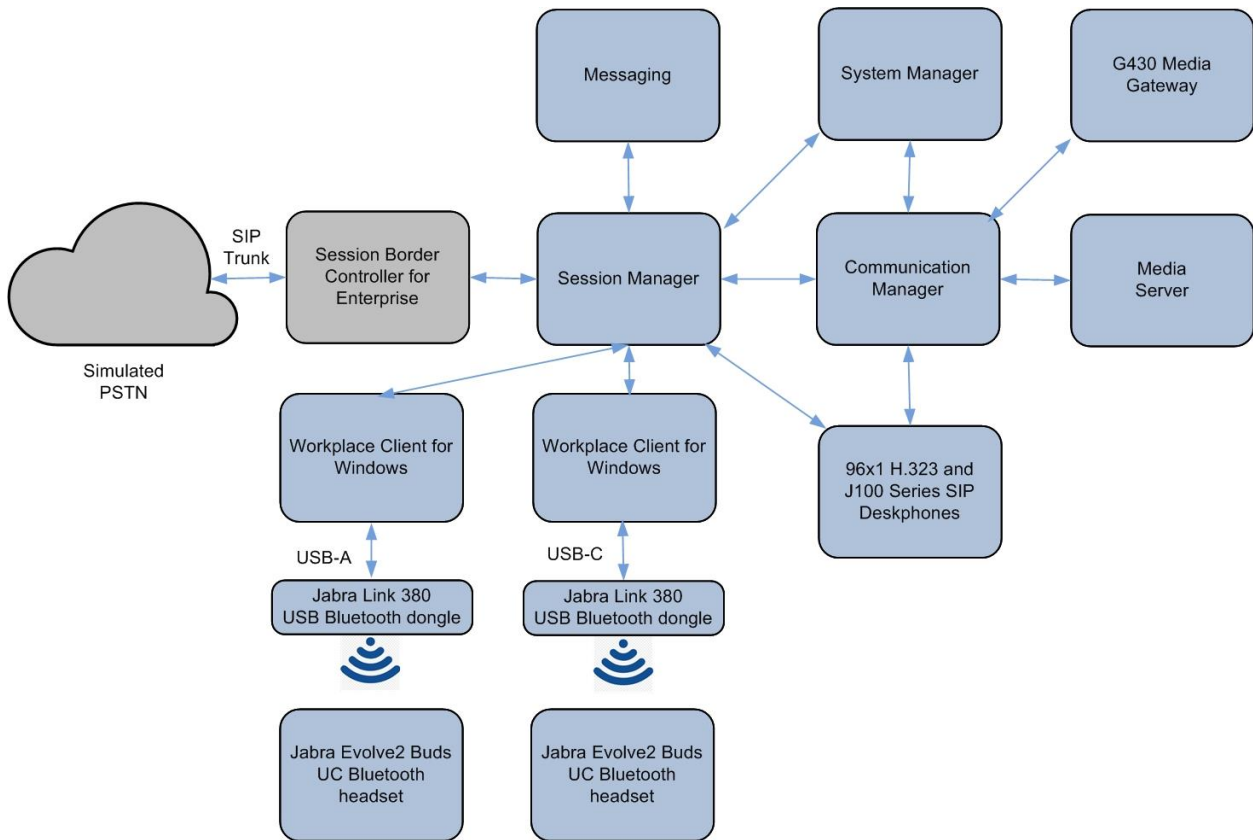 Messaging
System Manager
G430 Media
Gateway
SIP
Trunk
Session Border
Controller for
Enterprise
Session Manager
Communication
Manager
Media
Server
Simulated
PSTN
Workplace Client for
Windows
Workplace Client for
Windows
96x1 H.323 and
J100 Series SIP
Deskphones
USB-A
USB-C
Jabra Link 380
USB Bluetooth dongle
Jabra Link 380
USB Bluetooth dongle
Jabra Evolve2 Buds
UC Bluetooth
headset
Jabra Evolve2 Buds
UC Bluetooth
headset